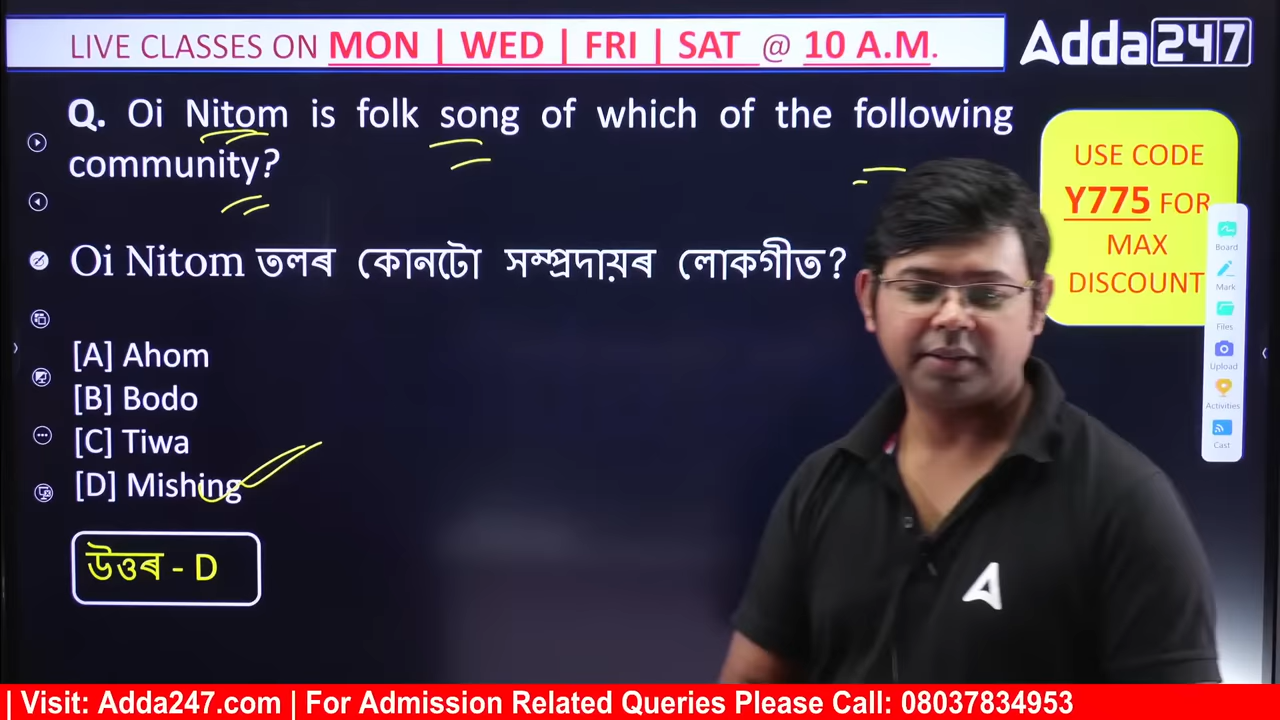 LIVE CLASSES ON MON | WED | FRI | SAT @ 10 A.M.
Adda247
Q. Oi Nitom is folk song of which of the following
community?
USE CODE
Y775 FOR
MAX
DISCOUNT
Oi Nitom তলৰ কোনটো সম্প্ৰদায়ৰ লোকগীত?
[A] Ahom
[B] Bodo
[C] Tiwa
[D] Mishing
উত্তৰ - D
Board
Mark
Files
Upload
Activities
Cast
| Visit: Adda247.com | For Admission Related Queries Please Call: 08037834953